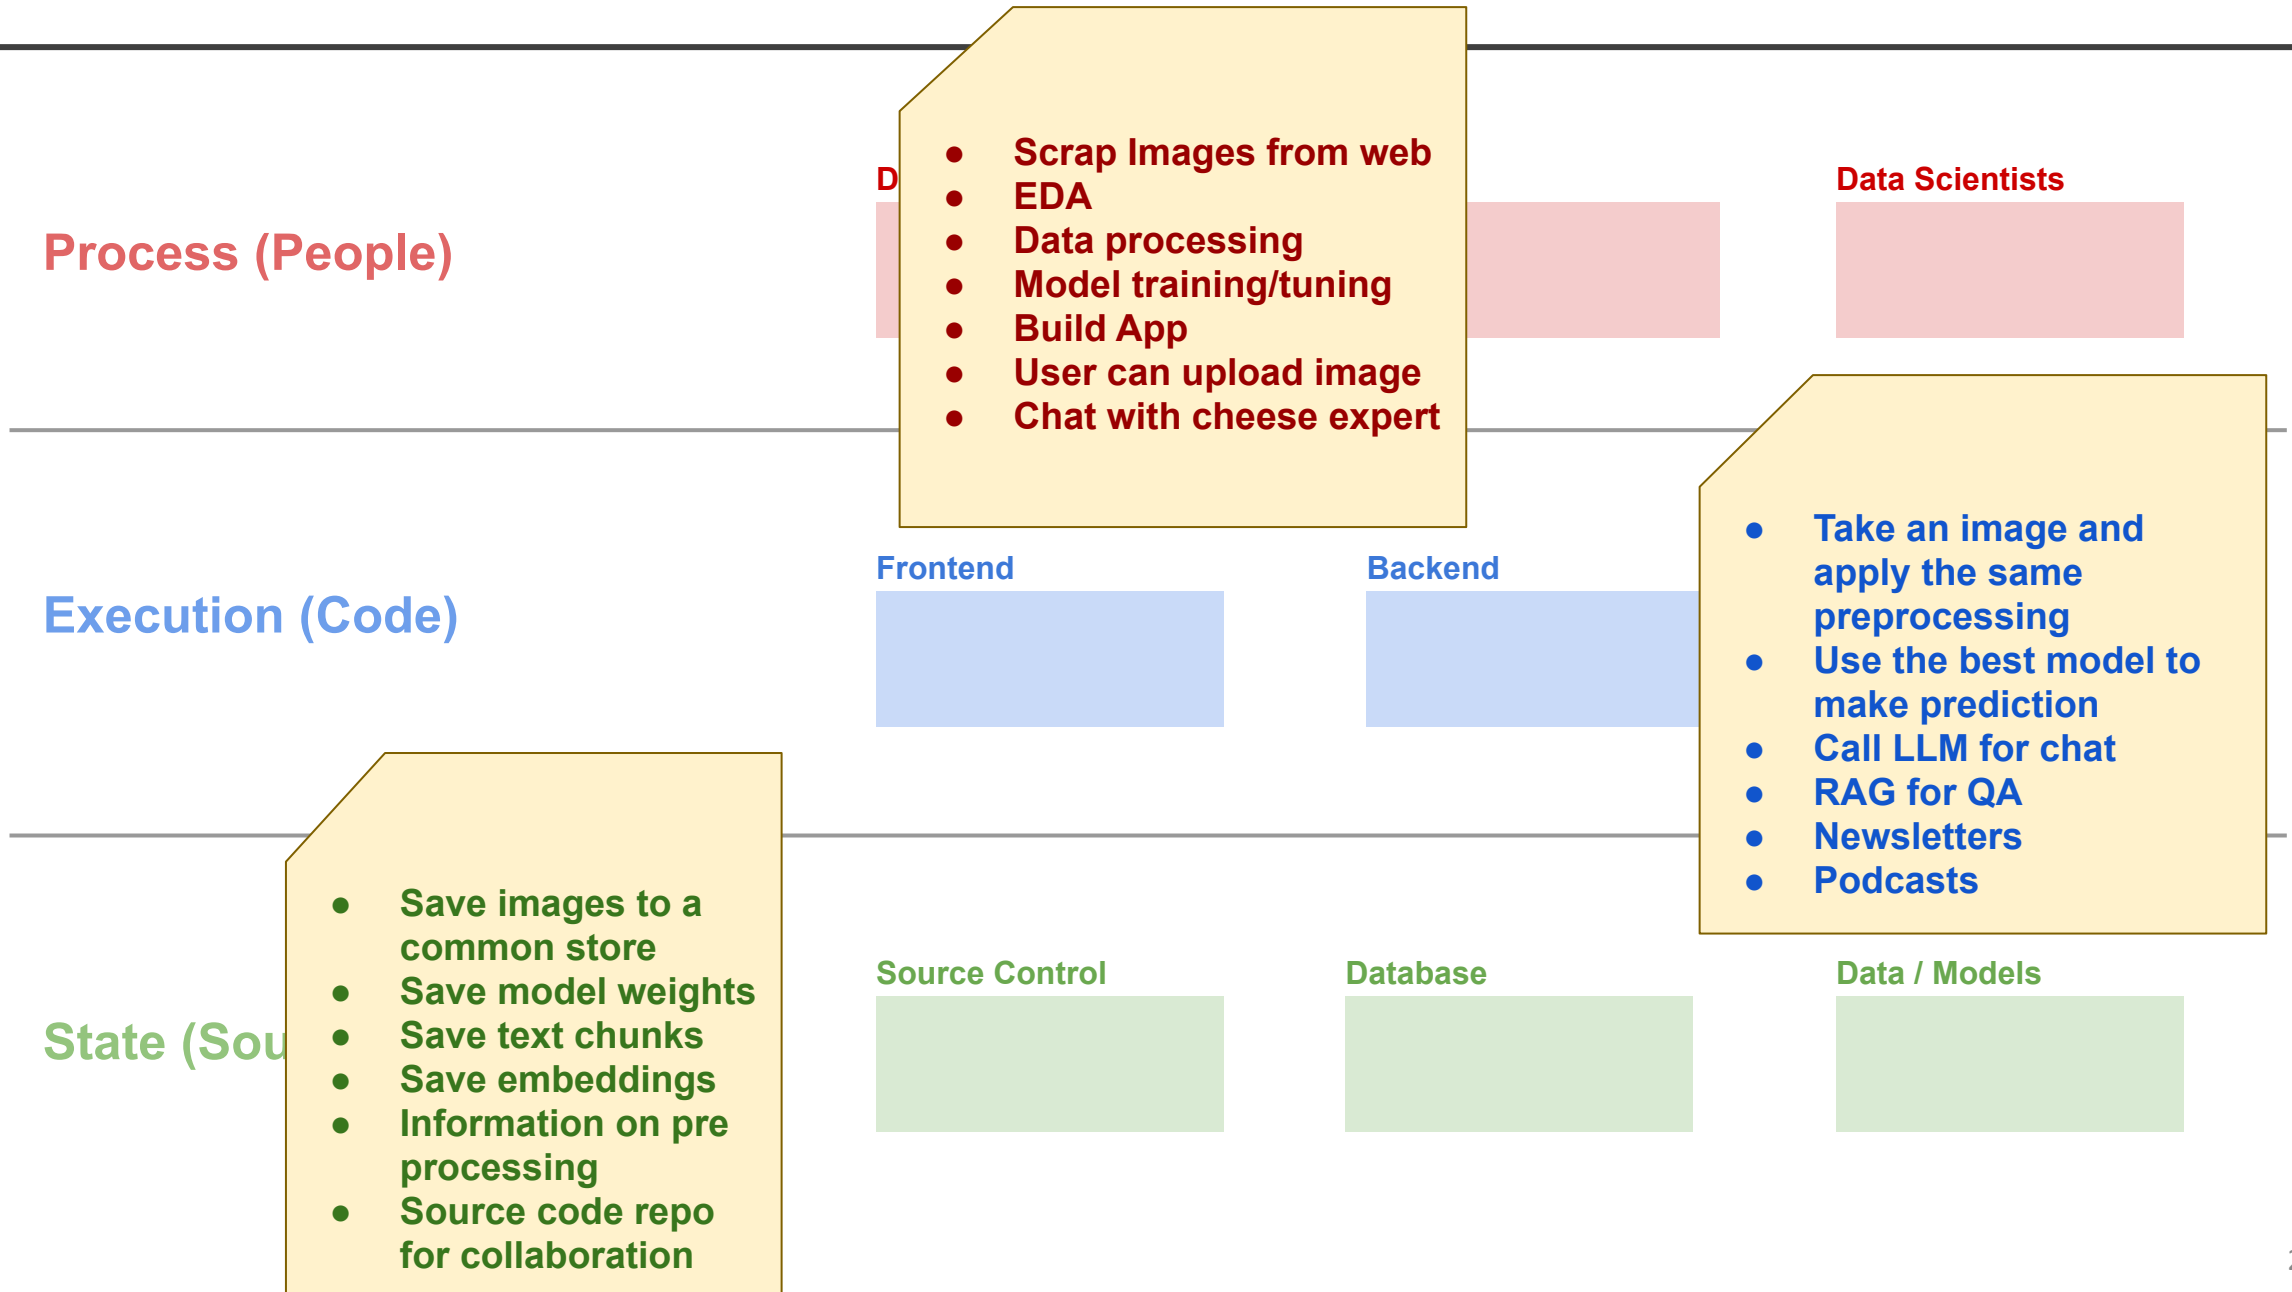 Process (People)
D
Data Scientists
● Scrap Images from web
● EDA
● Data processing
● Model training/tuning
● Build App
● User can upload image
● Chat with cheese expert
Execution (Code)
Frontend
Backend
● Take an image and
apply the same
preprocessing
● Use the best model to
make prediction
● Call LLM for chat
● RAG for QA
● Newsletters
● Podcasts
State (Sou
● Save images to a
common store
● Save model weights
● Save text chunks
● Save embeddings
● Information on pre
processing
● Source code repo
for collaboration
Source Control
Database
Data / Models